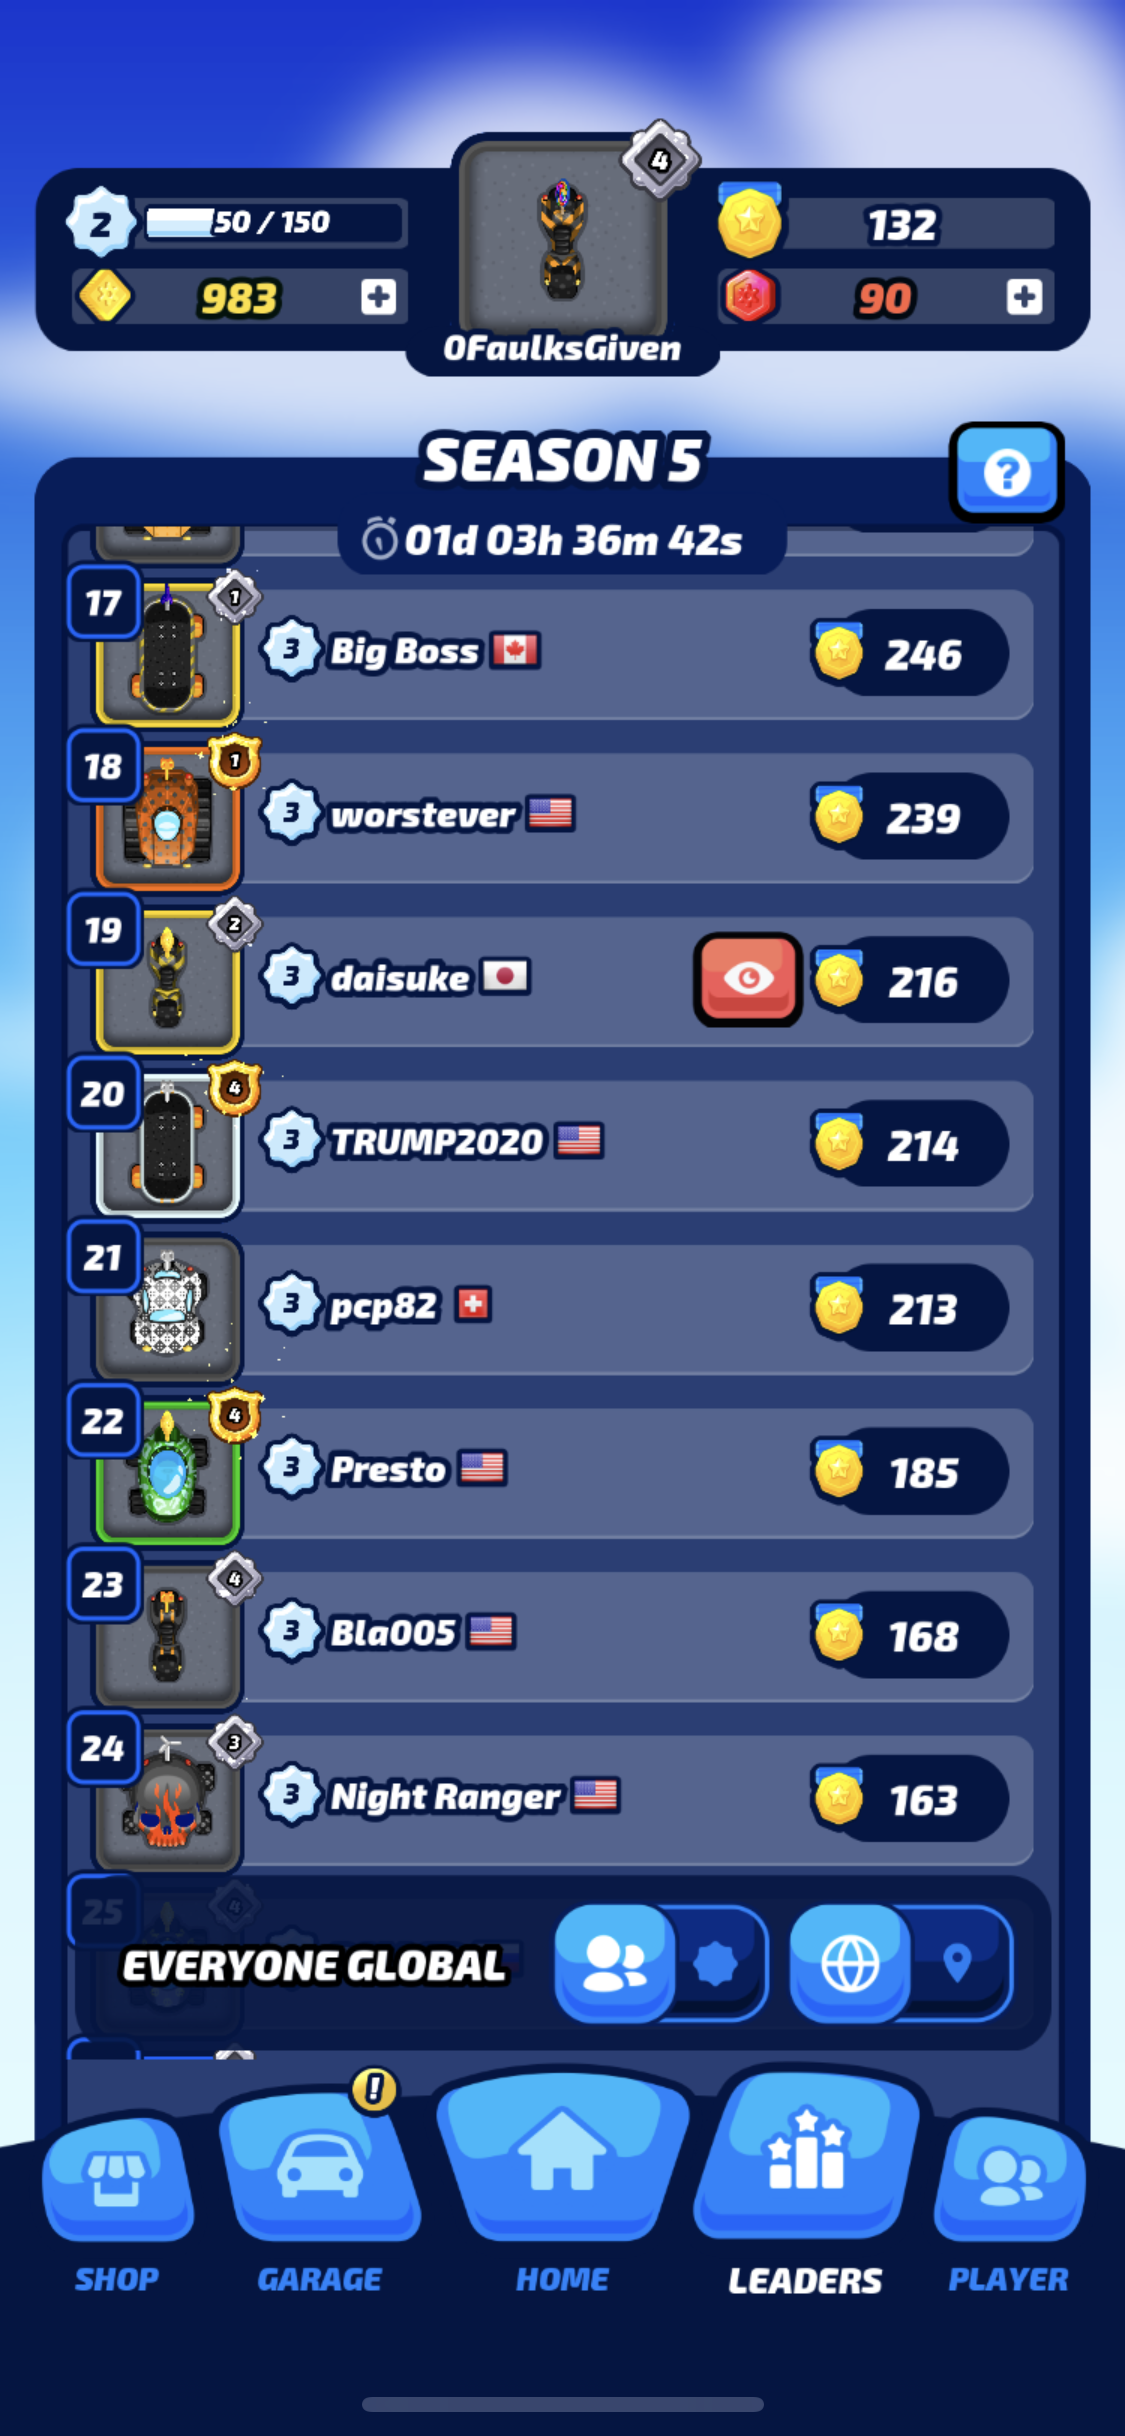 4
2 50 / 150
132
983
90
0FaulksGiven
SEASON 5
01d 03h 36m 42s
17 1 3 Big Boss 246
18 1 3 worstever 239
19 2 3 daisuke 216
20 4 3 TRUMP2020 214
21 3 pcp82 213
22 4 3 Presto 185
23 4 3 Bla005 168
24 3 3 Night Ranger 163
25 4
EVERYONE GLOBAL
SHOP GARAGE HOME LEADERS PLAYER